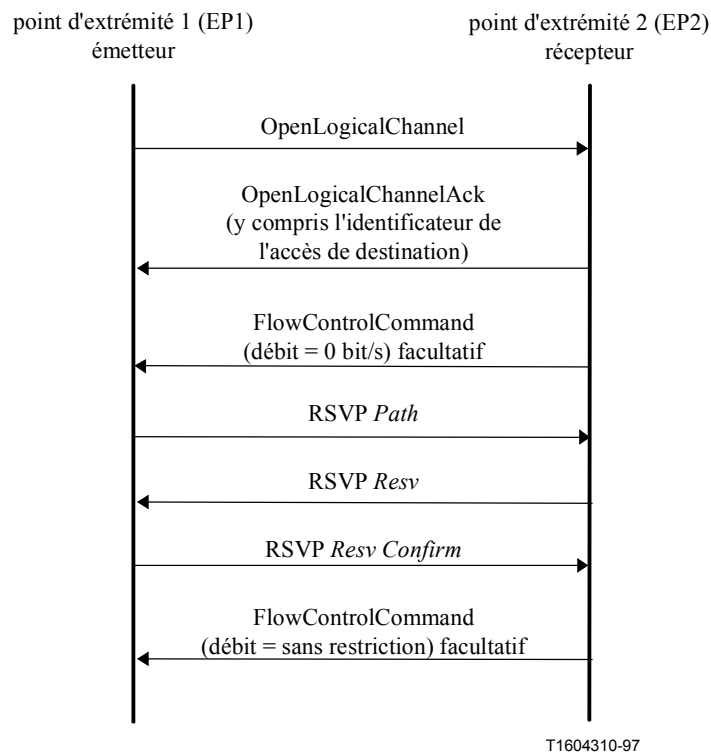 point d'extrémité 1 (EP1)
émetteur
point d'extrémité 2 (EP2)
récepteur
OpenLogicalChannel
OpenLogicalChannelAck
(y compris l'identificateur de
l'accès de destination)
FlowControlCommand
(débit = 0 bit/s) facultatif
RSVP Path
RSVP Resv
RSVP Resv Confirm
FlowControlCommand
(débit = sans restriction) facultatif
T1604310-97